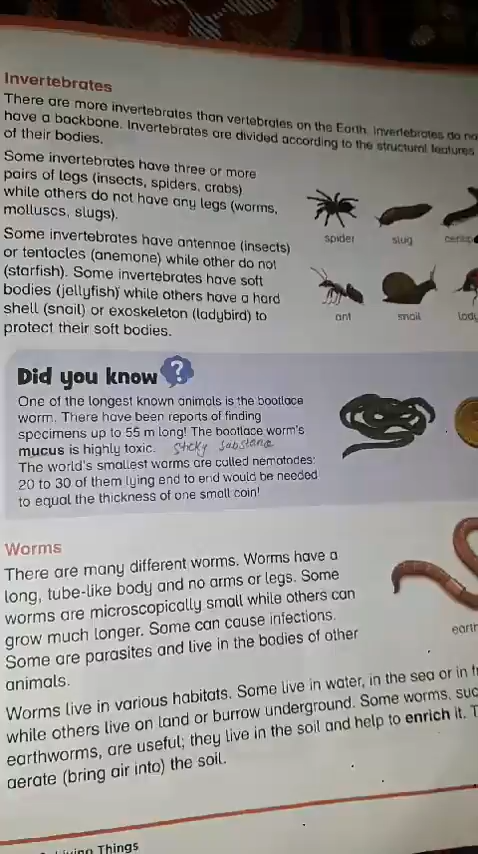 Invertebrates
There are more invertebrates than vertebrates on the Earth. Invertebrates do
have a backbone. Invertebrates are divided according to the structural features
of their bodies.
Some invertebrates have three or more
pairs of legs (insects, spiders, crabs)
while others do not have any legs (worms,
molluscs, slugs).
Some invertebrates have antennae (insects)
or tentacles (anemone) while other do not
(starfish). Some invertebrates have soft
bodies (jellyfish) while others have a hard
shell (snail) or exoskeleton (ladybird) to
protect their soft bodies.
spider slug
ant snail
Did you know ?
One of the longest known animals is the bootlace
worm. There have been reports of finding
specimens up to 55 m long! The bootlace worm's
mucus is highly toxic. sticky substance
The world's smallest worms are called nematodes:
20 to 30 of them lying end to end would be needed
to equal the thickness of one small coin!
Worms
There are many different worms. Worms have a
long, tube-like body and no arms or legs. Some
worms are microscopically small while others can
grow much longer. Some can cause infections.
Some are parasites and live in the bodies of other
animals.
earth
Worms live in various habitats. Some live in water, in the sea or in
while others live on land or burrow underground. Some worms,
earthworms, are useful; they live in the soil and help to enrich it.
aerate (bring air into) the soil.
Living Things